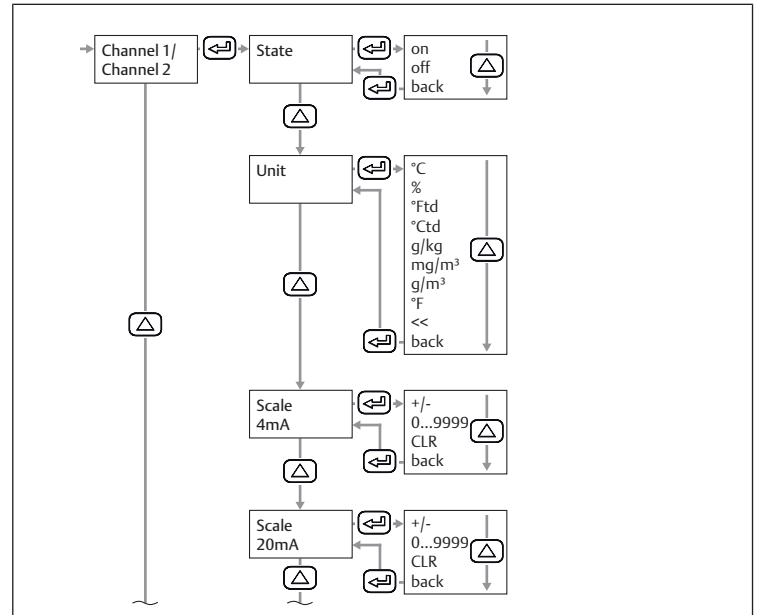 Channel 1/
Channel 2
State
on
off
back
Unit
°C
%
°Ftd
°Ctd
g/kg
mg/m³
g/m³
°F
<<
back
Scale
4mA
+/-
0...9999
CLR
back
Scale
20mA
+/-
0...9999
CLR
back